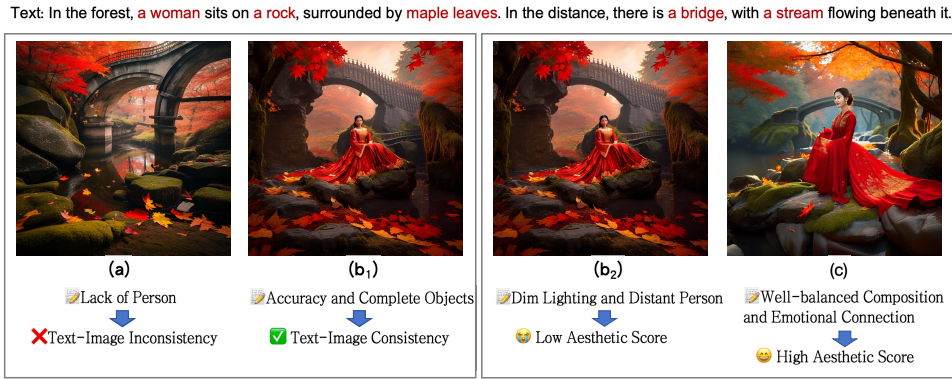 Text: In the forest, a woman sits on a rock, surrounded by maple leaves. In the distance, there is a bridge, with a stream flowing beneath it.
(a)
Lack of Person
Text-Image Inconsistency
(b₁)
Accuracy and Complete Objects
Text-Image Consistency
(b₂)
Dim Lighting and Distant Person
Low Aesthetic Score
(c)
Well-balanced Composition
and Emotional Connection
High Aesthetic Score